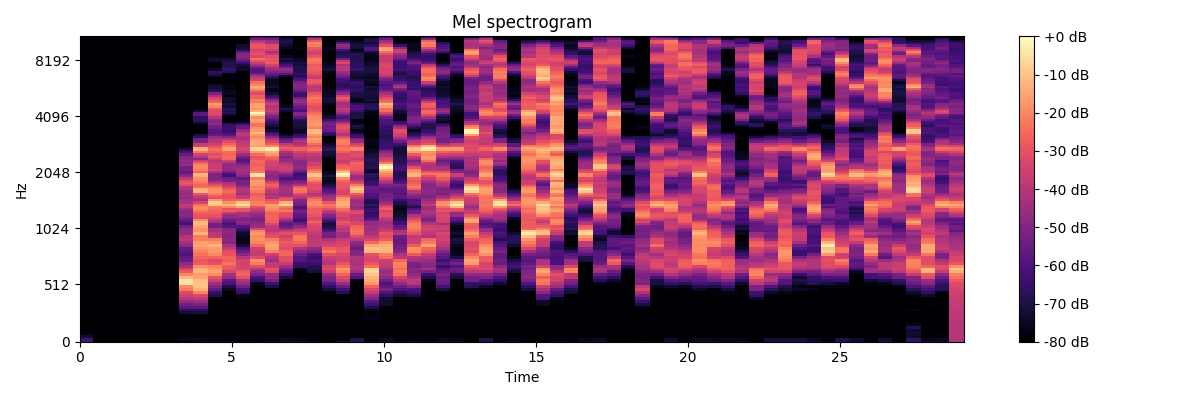 Mel spectrogram
8192
4096
2048
1024
512
0
Hz
0 5 10 15 20 25
Time
+0 dB
-10 dB
-20 dB
-30 dB
-40 dB
-50 dB
-60 dB
-70 dB
-80 dB